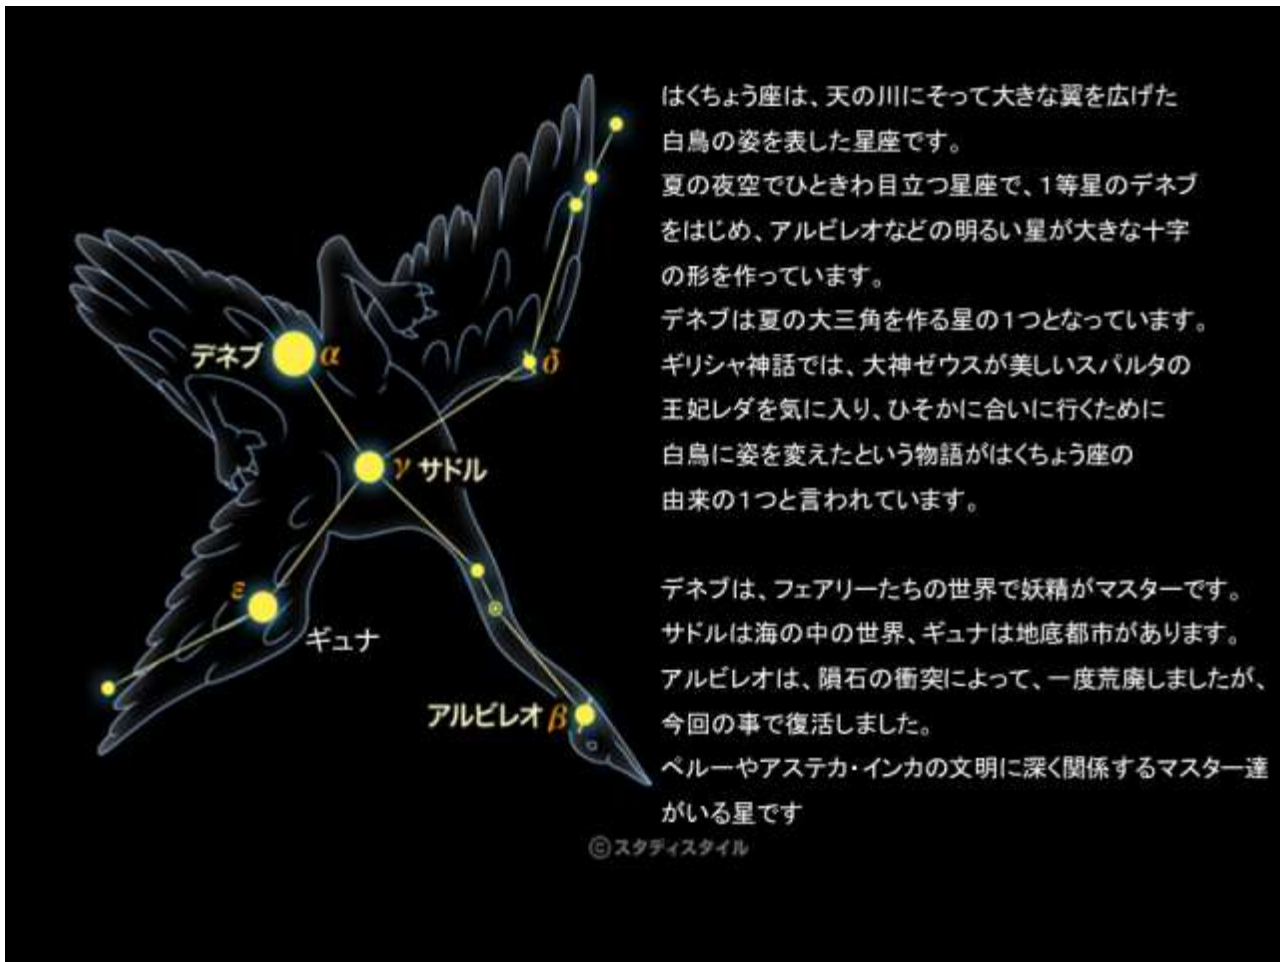 はくちょう座は、天の川にそって大きな翼を広げた
白鳥の姿を表した星座です。
夏の夜空でひときわ目立つ星座で、1等星のデネブ
をはじめ、アルビレオなどの明るい星が大きな十字
の形を作っています。
デネブは夏の大三角を作る星の1つとなっています。
ギリシャ神話では、大神ゼウスが美しいスパルタの
王妃レダを気に入り、ひそかに合いに行くために
白鳥に姿を変えたという物語がはくちょう座の
由来の1つと言われています。
デネブは、フェアリーたちの世界で妖精がマスターです。
サドルは海の中の世界、ギュナは地底都市があります。
アルビレオは、隕石の衝突によって、一度荒廃しましたが、
今回の事で復活しました。
ペルーやアステカ・インカの文明に深く関係するマスター達
がいる星です
デネブ α
δ
γ サドル
ε
ギュナ
アルビレオ β
©スタディスタイル